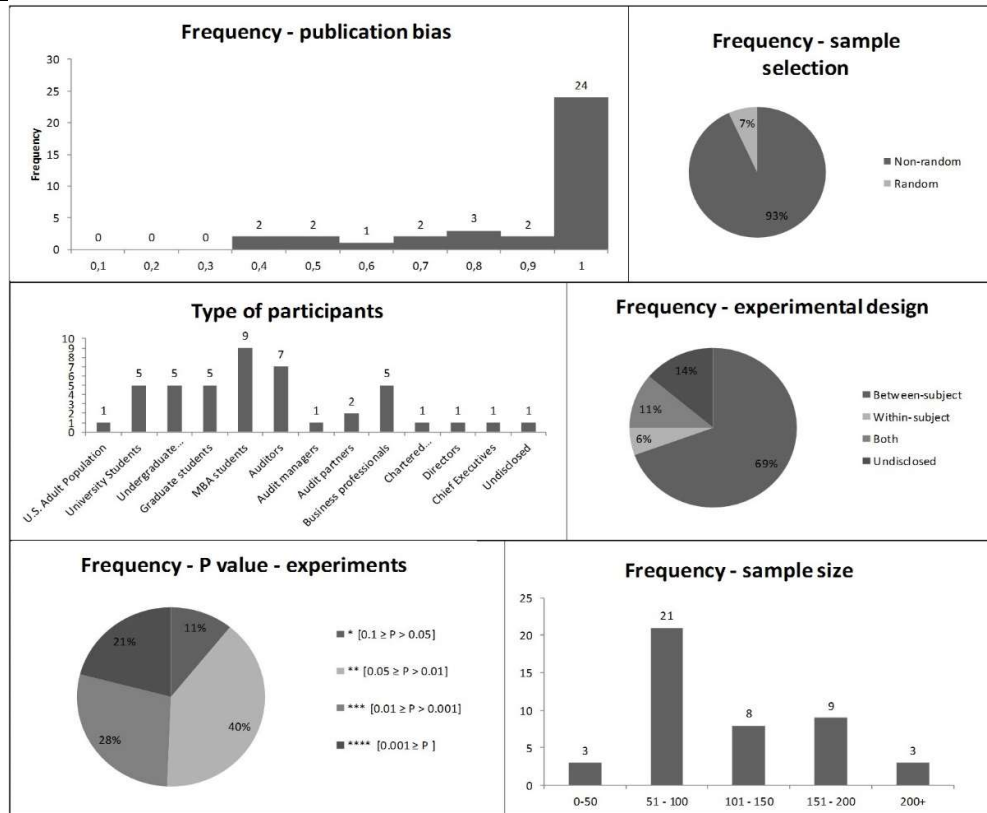 Frequency - publication bias
Frequency
30
25
20
15
10
5
0
0
0
0
2
2
1
2
3
2
24
0,1
0,2
0,3
0,4
0,5
0,6
0,7
0,8
0,9
1
Frequency - sample
selection
7%
93%
Non-random
Random
Type of participants
10
9
8
7
6
5
4
3
2
1
1
0
1
5
5
5
9
7
1
2
5
1
1
1
1
U.S. Adult Population
University Students
Undergraduate...
Graduate students
MBA students
Auditors
Audit managers
Audit partners
Business professionals
Chartered...
Directors
Chief Executives
Undisclosed
Frequency - experimental design
14%
11%
6%
69%
Between-subject
Within-subject
Both
Undisclosed
Frequency - P value - experiments
21%
11%
28%
40%
* [0.1 ≥ P > 0.05]
** [0.05 ≥ P > 0.01]
*** [0.01 ≥ P > 0.001]
**** [0.001 ≥ P ]
Frequency - sample size
25
20
15
10
5
0
3
21
8
9
3
0-50
51 - 100
101 - 150
151 - 200
200+